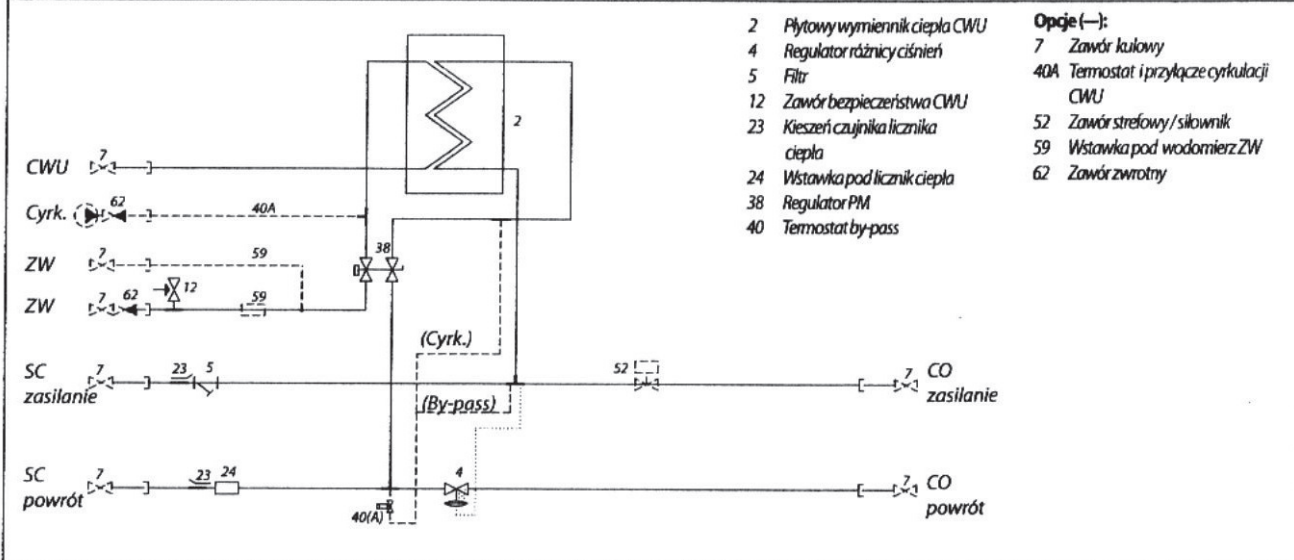 2 Płytowy wymiennik ciepła CWU
4 Regulator różnicy ciśnień
5 Filtr
12 Zawór bezpieczeństwa CWU
23 Kieszeń czujnika licznika
ciepła
24 Wstawka pod licznik ciepła
38 Regulator PM
40 Termostat by-pass
Opcje (—):
7 Zawór kulowy
40A Termostat i przyłącze cyrkulacji
CWU
52 Zawór strefowy / siłownik
59 Wstawka pod wodomierz ZW
62 Zawór zwrotny
2
CWU 7
Cyrk. 62 40A
ZW 7 59 38
ZW 7 62 12 59
(Cyrk.)
SC
zasilanie
7 23 5 52 7
CO
zasilanie
(By-pass)
SC
powrót
7 23 24 4 7
CO
powrót
40(A)